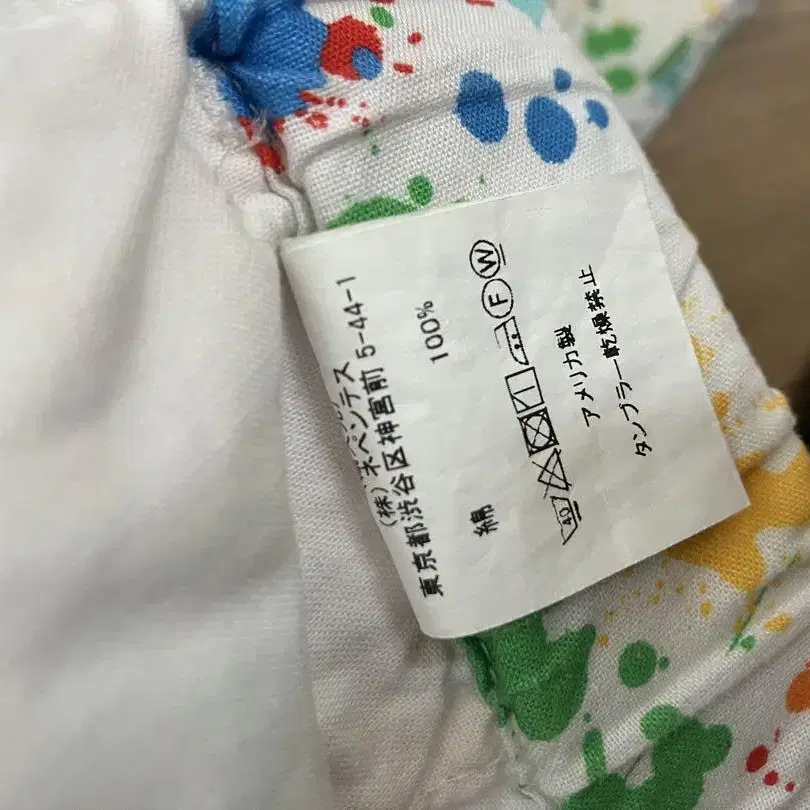 (株)ネペンテス
東京都渋谷区神宮前 5-44-1
綿 100%
40 F W
アメリカ製
タンブラー乾燥禁止